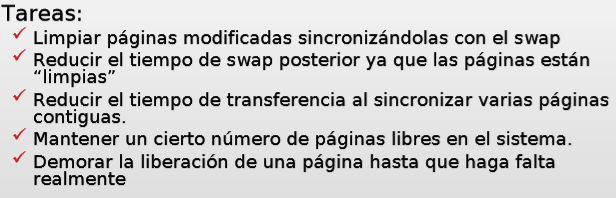 Tareas:
Limpiar páginas modificadas sincronizándolas con el swap
Reducir el tiempo de swap posterior ya que las páginas están
“limpias”
Reducir el tiempo de transferencia al sincronizar varias páginas
contiguas.
Mantener un cierto número de páginas libres en el sistema.
Demorar la liberación de una página hasta que haga falta
realmente